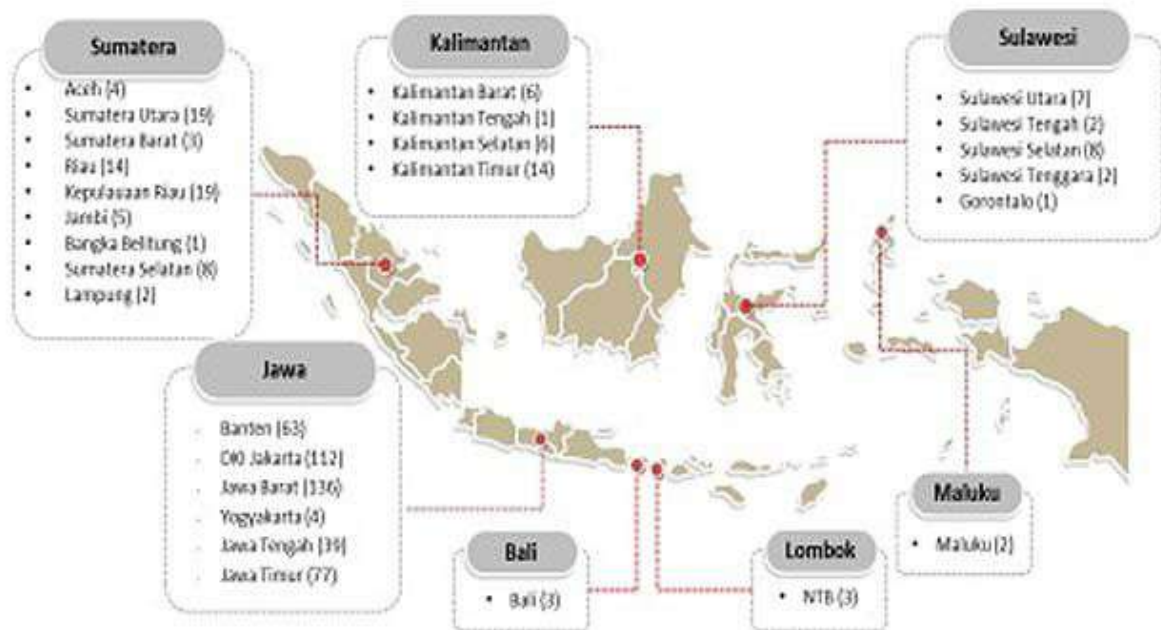 Sumatera
• Aceh (4)
• Sumatera Utara (19)
• Sumatera Barat (3)
• Riau (14)
• Kepulauaan Riau (19)
• Jambi (5)
• Bangka Belitung (1)
• Sumatera Selatan (8)
• Lampung (2)
Kalimantan
• Kalimantan Barat (6)
• Kalimantan Tengah (1)
• Kalimantan Selatan (6)
• Kalimantan Timur (14)
Sulawesi
• Sulawesi Utara (7)
• Sulawesi Tengah (2)
• Sulawesi Selatan (8)
• Sulawesi Tenggara (2)
• Gorontalo (1)
Jawa
- Banten (63)
- DKI Jakarta (112)
- Jawa Barat (136)
- Yogyakarta (4)
- Jawa Tengah (39)
- Jawa Timur (77)
Bali
• Bali (3)
Lombok
• NTB (3)
Maluku
• Maluku (2)